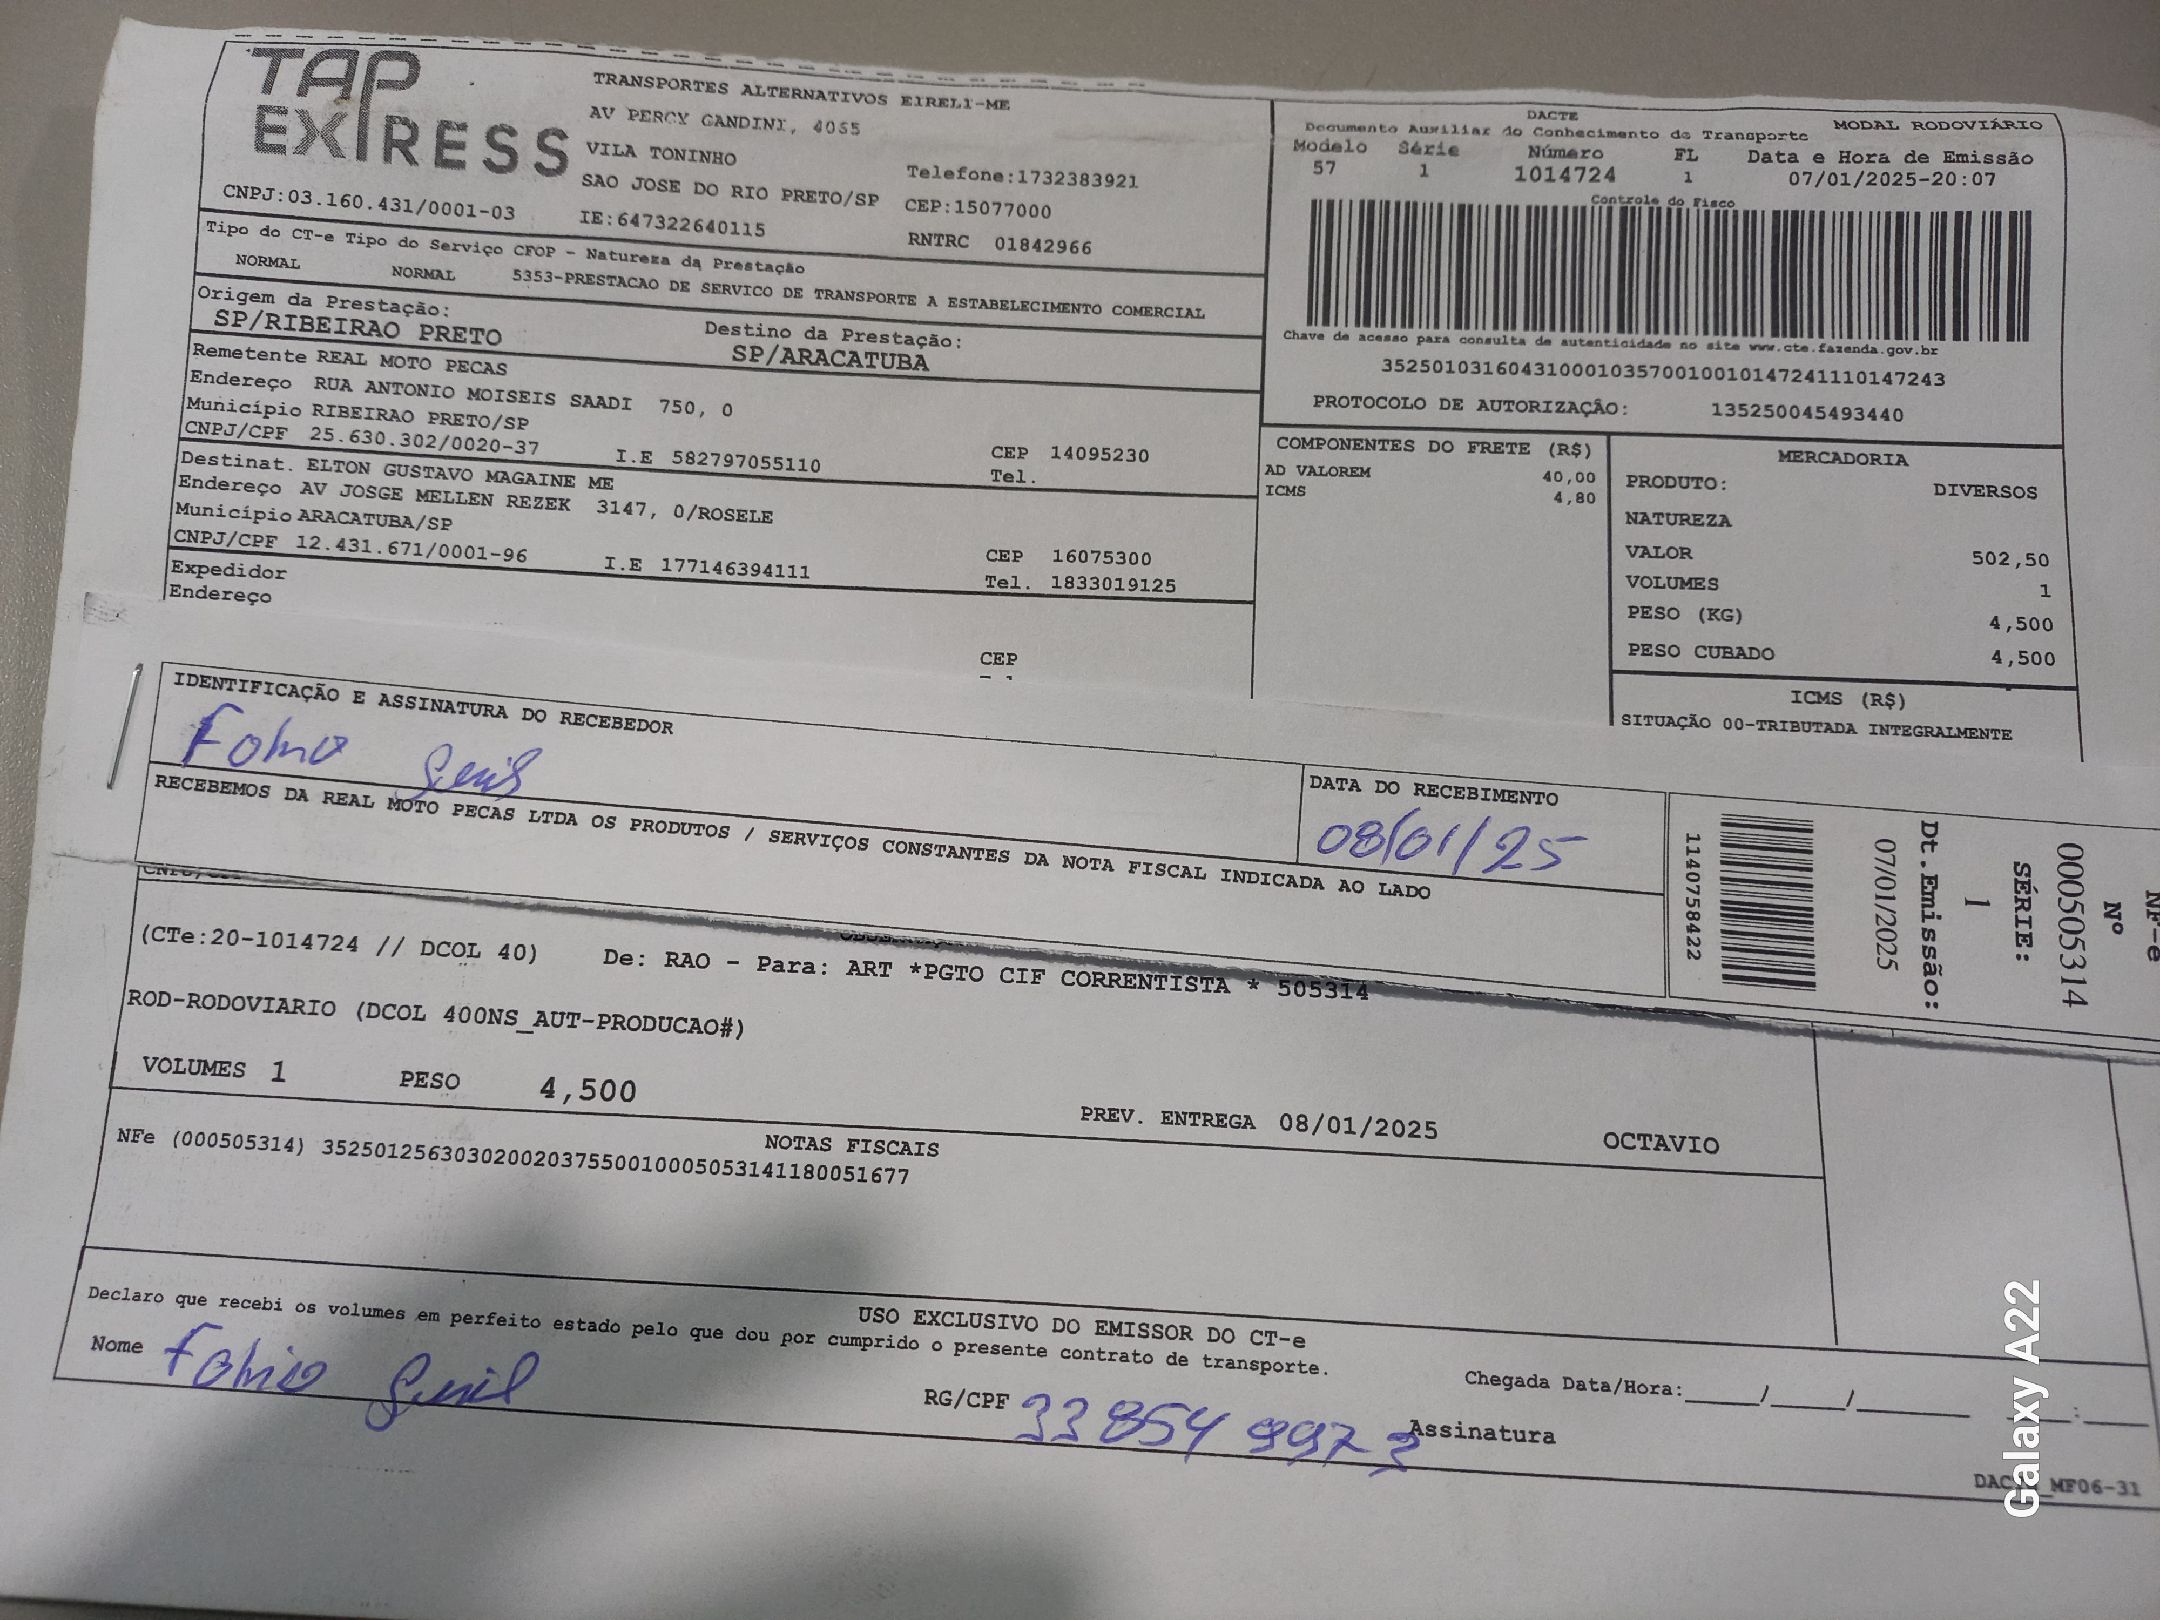 TAP EXPRESS
TRANSPORTES ALTERNATIVOS EIRELI-ME
AV PERCY GANDINI, 4055
VILA TONINHO
SAO JOSE DO RIO PRETO/SP
Telefone:1732383921
CEP:15077000
CNPJ:03.160.431/0001-03
IE:647322640115
RNTRC 01842966
Tipo do CT-e Tipo do Serviço CFOP - Natureza da Prestação
NORMAL NORMAL 5353-PRESTACAO DE SERVICO DE TRANSPORTE A ESTABELECIMENTO COMERCIAL
Origem da Prestação:
SP/RIBEIRAO PRETO
Destino da Prestação:
SP/ARACATUBA
Remetente REAL MOTO PECAS
Endereço RUA ANTONIO MOISEIS SAADI 750, 0
Município RIBEIRAO PRETO/SP
CEP 14095230
CNPJ/CPF 25.630.302/0020-37 I.E 582797055110 Tel.
Destinat. ELTON GUSTAVO MAGAINE ME
Endereço AV JOSGE MELLEN REZEK 3147, 0/ROSELE
Município ARACATUBA/SP
CEP 16075300
CNPJ/CPF 12.431.671/0001-96 I.E 177146394111 Tel. 1833019125
Expedidor
Endereço
CEP
DACTE
Documento Auxiliar do Conhecimento de Transporte
MODAL RODOVIÁRIO
Modelo Série Número FL Data e Hora de Emissão
57 1 1014724 1 07/01/2025-20:07
Controle do Fisco
Chave de acesso para consulta de autenticidade no site www.cte.fazenda.gov.br
35250103160431000103570010010147241110147243
PROTOCOLO DE AUTORIZAÇÃO: 135250045493440
COMPONENTES DO FRETE (R$)
AD VALOREM 40,00
ICMS 4,80
MERCADORIA
PRODUTO: DIVERSOS
NATUREZA
VALOR 502,50
VOLUMES 1
PESO (KG) 4,500
PESO CUBADO 4,500
ICMS (R$)
SITUAÇÃO 00-TRIBUTADA INTEGRALMENTE
IDENTIFICAÇÃO E ASSINATURA DO RECEBEDOR
DATA DO RECEBIMENTO
08/01/25
RECEBEMOS DA REAL MOTO PECAS LTDA OS PRODUTOS / SERVIÇOS CONSTANTES DA NOTA FISCAL INDICADA AO LADO
1140758422
NF-e
Nº
000505314
SÉRIE:
1
Dt.Emissão:
07/01/2025
(CTe:20-1014724 // DCOL 40) De: RAO - Para: ART *PGTO CIF CORRENTISTA * 505314
ROD-RODOVIARIO (DCOL 400NS_AUT-PRODUCAO#)
VOLUMES 1 PESO 4,500 PREV. ENTREGA 08/01/2025 OCTAVIO
NOTAS FISCAIS
NFe (000505314) 35250125630302002037550010005053141180051677
USO EXCLUSIVO DO EMISSOR DO CT-e
Declaro que recebi os volumes em perfeito estado pelo que dou por cumprido o presente contrato de transporte.
Nome Fabio
RG/CPF 33 854 997 3
Assinatura
Chegada Data/Hora:____/____/______ ____:____
MF06-31
Galaxy A22